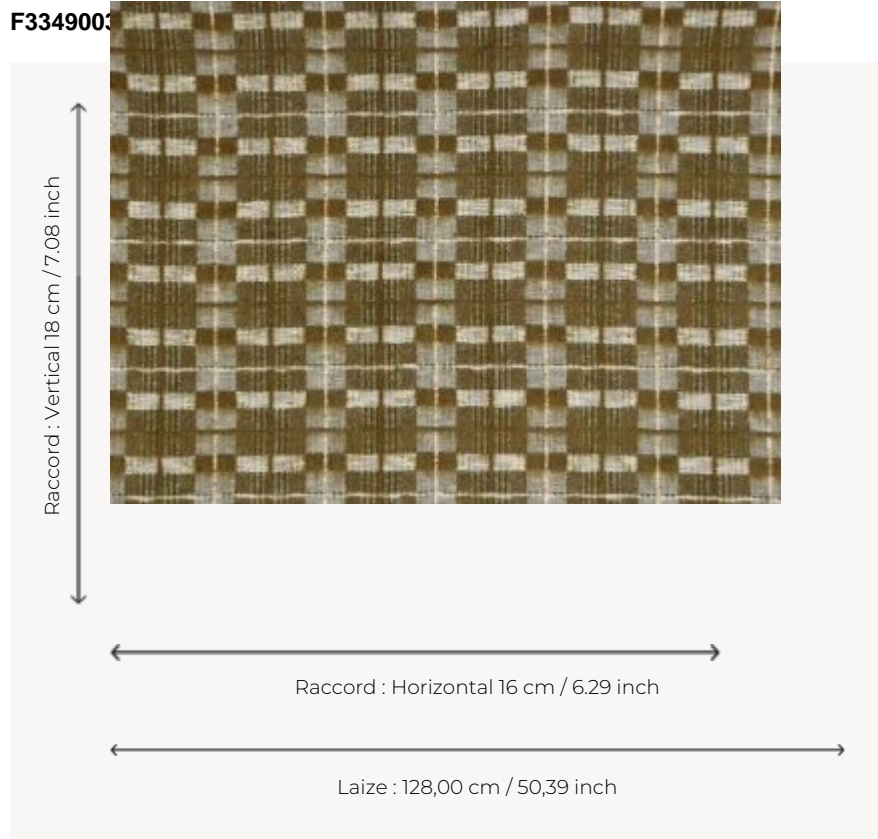 F3349003
Raccord : Vertical 18 cm / 7.08 inch
Raccord : Horizontal 16 cm / 6.29 inch
Laize : 128,00 cm / 50,39 inch